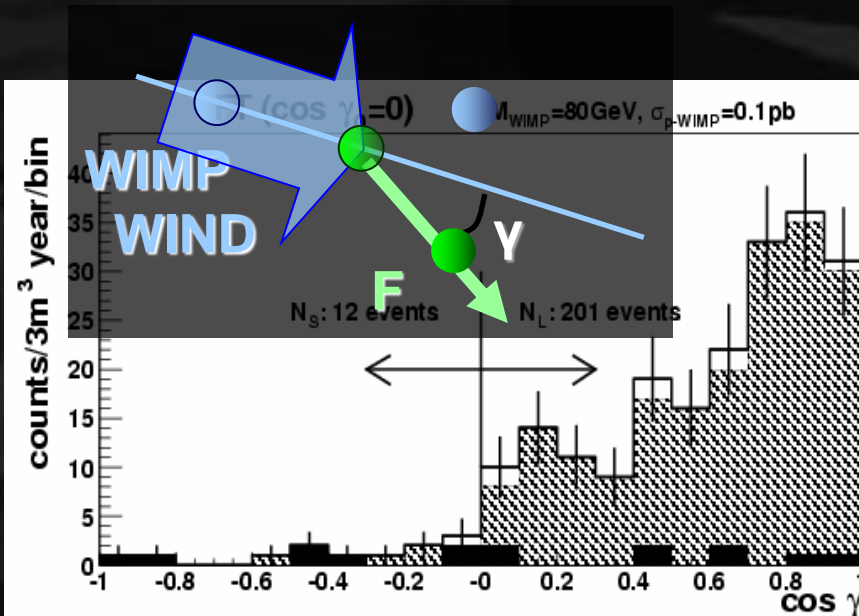 T (cos γ₀=0)
M_WIMP=80GeV, σ_p-WIMP=0.1pb
WIMP
WIND
γ
F
N_S: 12 events
N_L: 201 events
counts/3m³ year/bin
40
35
30
25
20
15
10
5
0
-1 -0.8 -0.6 -0.4 -0.2 -0 0.2 0.4 0.6 0.8 1
cos γ